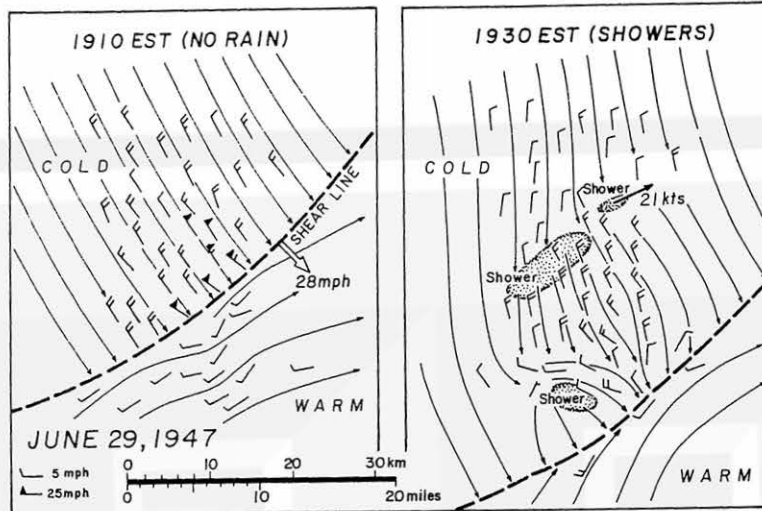 1910 EST (NO RAIN)
COLD
SHEAR LINE
28mph
WARM
JUNE 29, 1947
5 mph
25mph
0 10 20 30 km
0 10 20 miles
1930 EST (SHOWERS)
COLD
Shower
21 kts
Shower
Shower
WARM